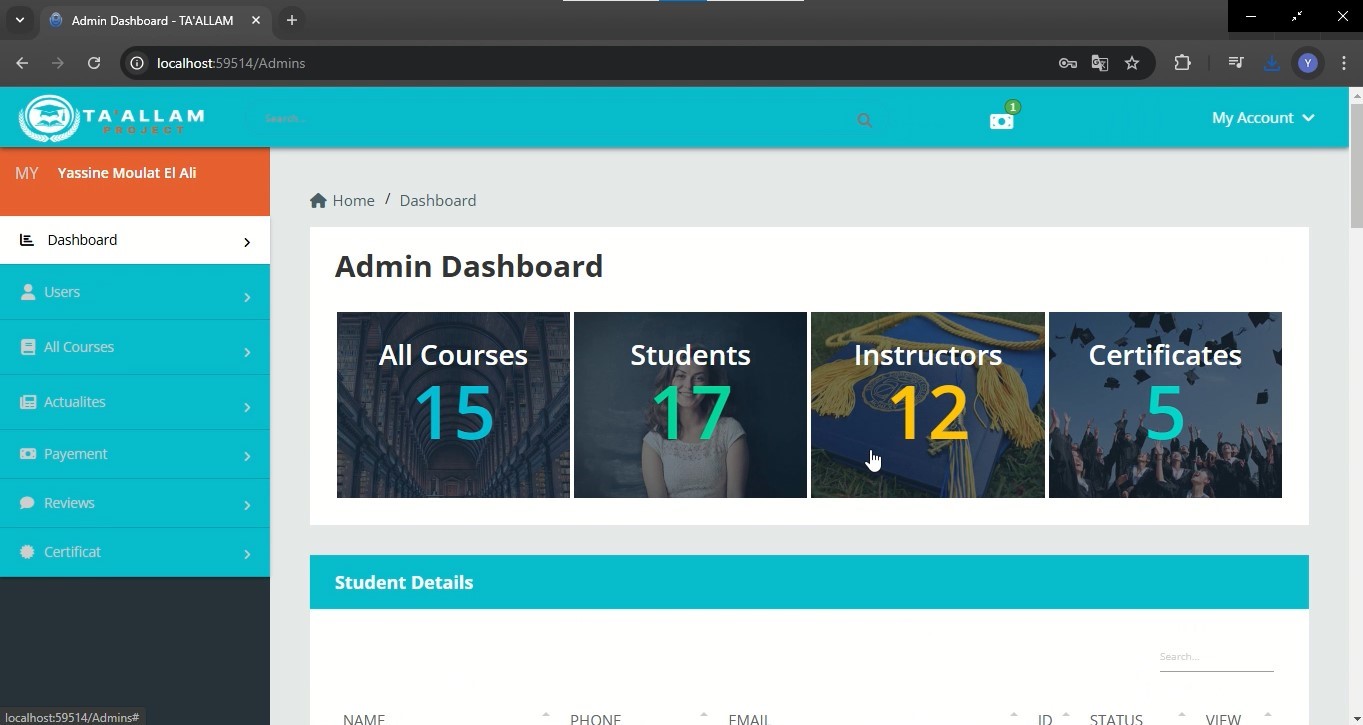 Admin Dashboard - TA'ALLAM
localhost:59514/Admins
Y
TA'ALLAM
PROJECT
Search...
1
My Account
MY Yassine Moulat El Ali
Dashboard
Users
All Courses
Actualites
Payement
Reviews
Certificat
Home / Dashboard
Admin Dashboard
All Courses
15
Students
17
Instructors
12
Certificates
5
Student Details
Search...
NAME PHONE EMAIL ID STATUS VIEW
localhost:59514/Admins#